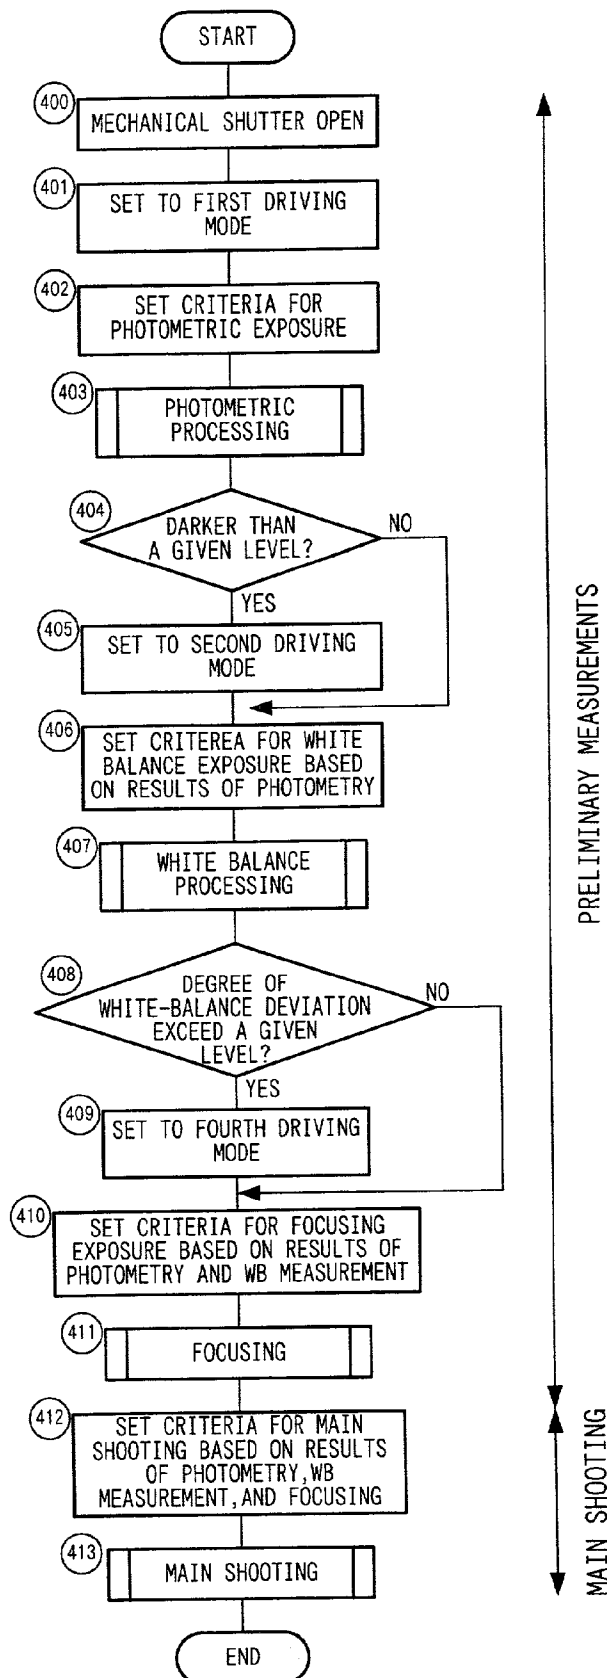 START
400
MECHANICAL SHUTTER OPEN
401
SET TO FIRST DRIVING
MODE
402
SET CRITERIA FOR
PHOTOMETRIC EXPOSURE
403
PHOTOMETRIC
PROCESSING
404
DARKER THAN
A GIVEN LEVEL?
NO
YES
405
SET TO SECOND DRIVING
MODE
406
SET CRITEREA FOR WHITE
BALANCE EXPOSURE BASED
ON RESULTS OF PHOTOMETRY
407
WHITE BALANCE
PROCESSING
408
DEGREE OF
WHITE-BALANCE DEVIATION
EXCEED A GIVEN
LEVEL?
NO
YES
409
SET TO FOURTH DRIVING
MODE
410
SET CRITERIA FOR FOCUSING
EXPOSURE BASED ON RESULTS OF
PHOTOMETRY AND WB MEASUREMENT
411
FOCUSING
412
SET CRITERIA FOR MAIN
SHOOTING BASED ON RESULTS
OF PHOTOMETRY,WB
MEASUREMENT,AND FOCUSING
413
MAIN SHOOTING
END
PRELIMINARY MEASUREMENTS
MAIN SHOOTING